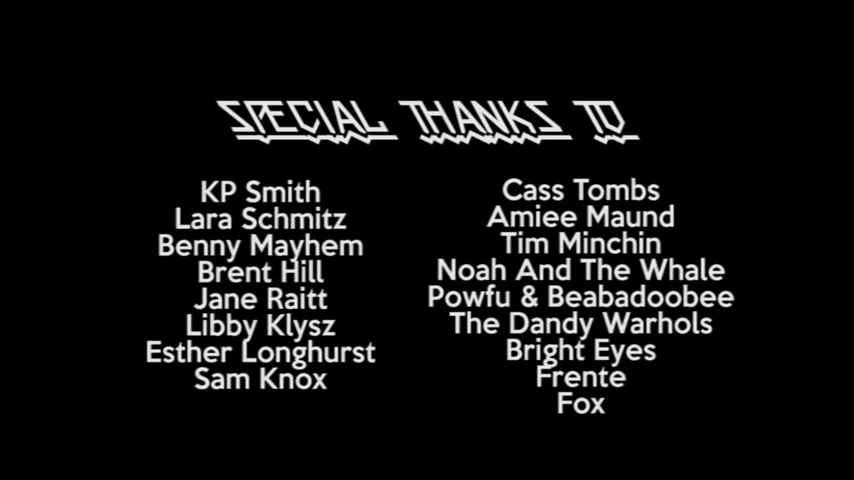 SPECIAL THANKS TO
KP Smith
Lara Schmitz
Benny Mayhem
Brent Hill
Jane Raitt
Libby Klysz
Esther Longhurst
Sam Knox
Cass Tombs
Amiee Maund
Tim Minchin
Noah And The Whale
Powfu & Beabadoobee
The Dandy Warhols
Bright Eyes
Frente
Fox